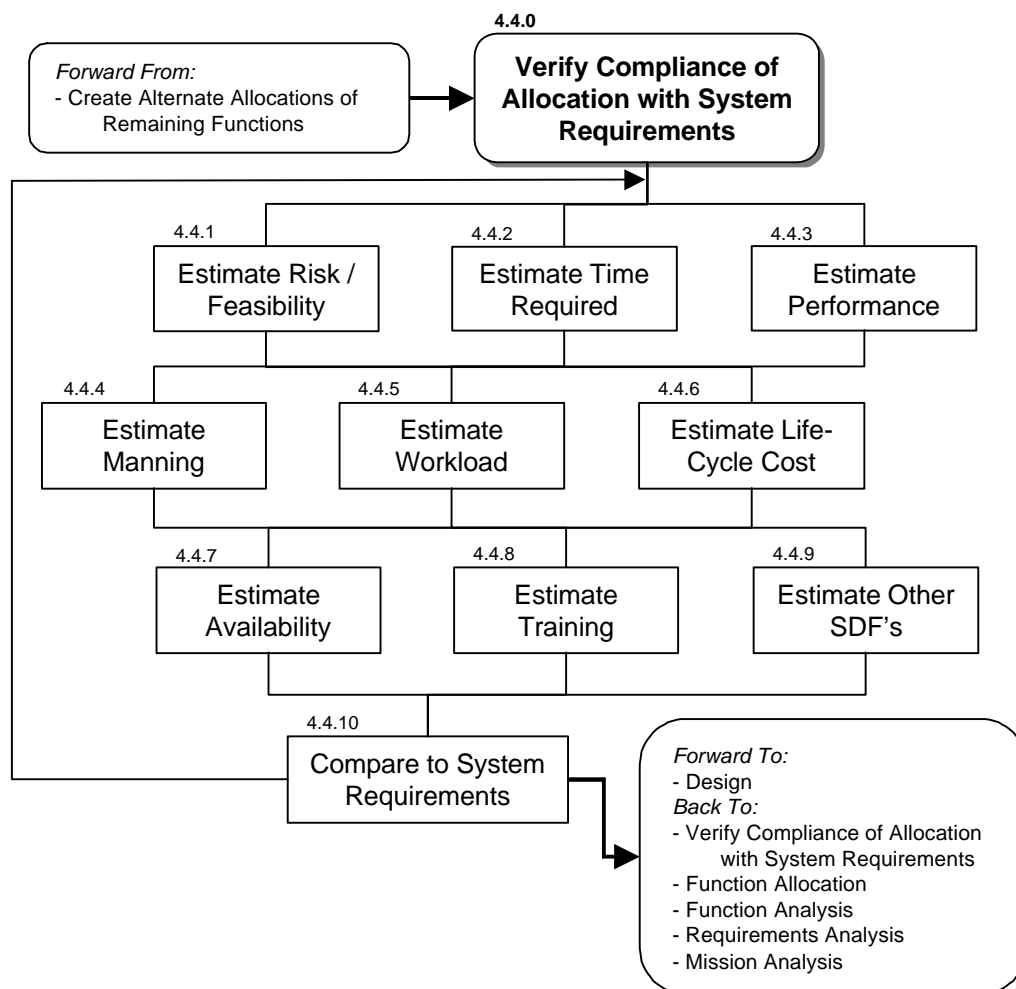 4.4.0
Verify Compliance of
Allocation with System
Requirements
Forward From:
- Create Alternate Allocations of
Remaining Functions
4.4.1
Estimate Risk /
Feasibility
4.4.2
Estimate Time
Required
4.4.3
Estimate
Performance
4.4.4
Estimate
Manning
4.4.5
Estimate
Workload
4.4.6
Estimate Life-
Cycle Cost
4.4.7
Estimate
Availability
4.4.8
Estimate
Training
4.4.9
Estimate Other
SDF's
4.4.10
Compare to System
Requirements
Forward To:
- Design
Back To:
- Verify Compliance of Allocation
with System Requirements
- Function Allocation
- Function Analysis
- Requirements Analysis
- Mission Analysis